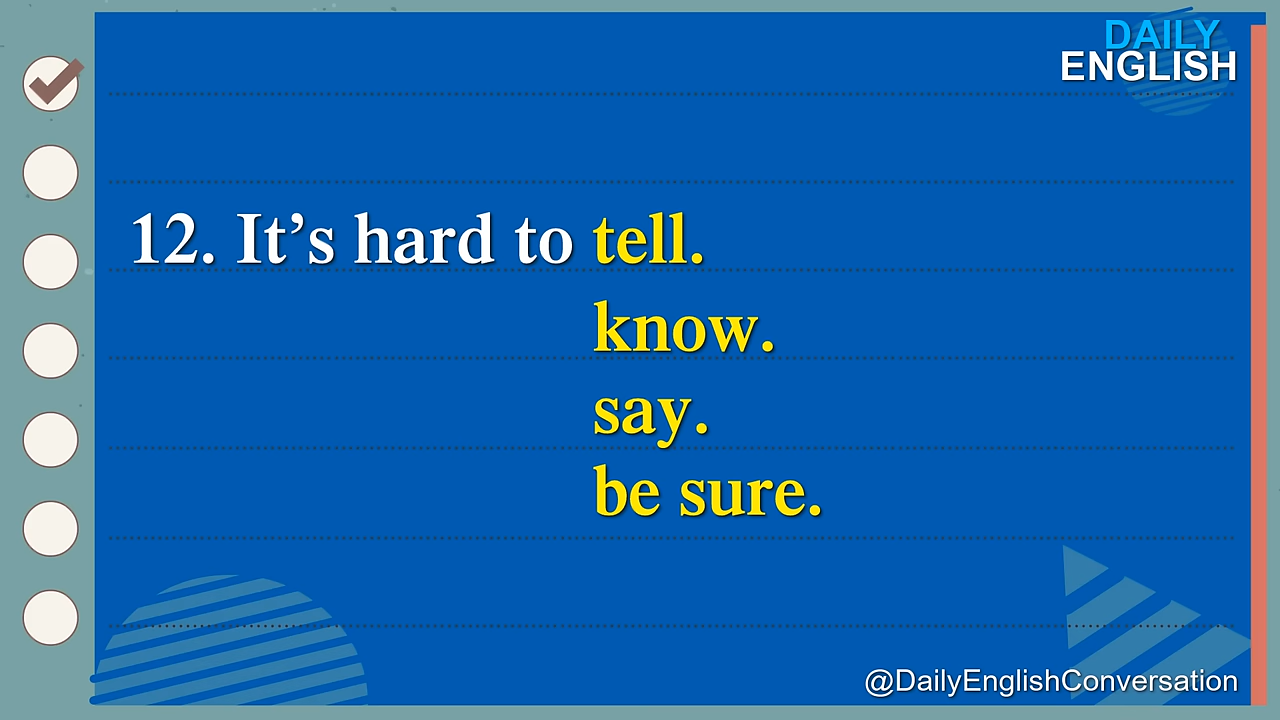 DAILY
ENGLISH
12. It’s hard to tell.
know.
say.
be sure.
@DailyEnglishConversation